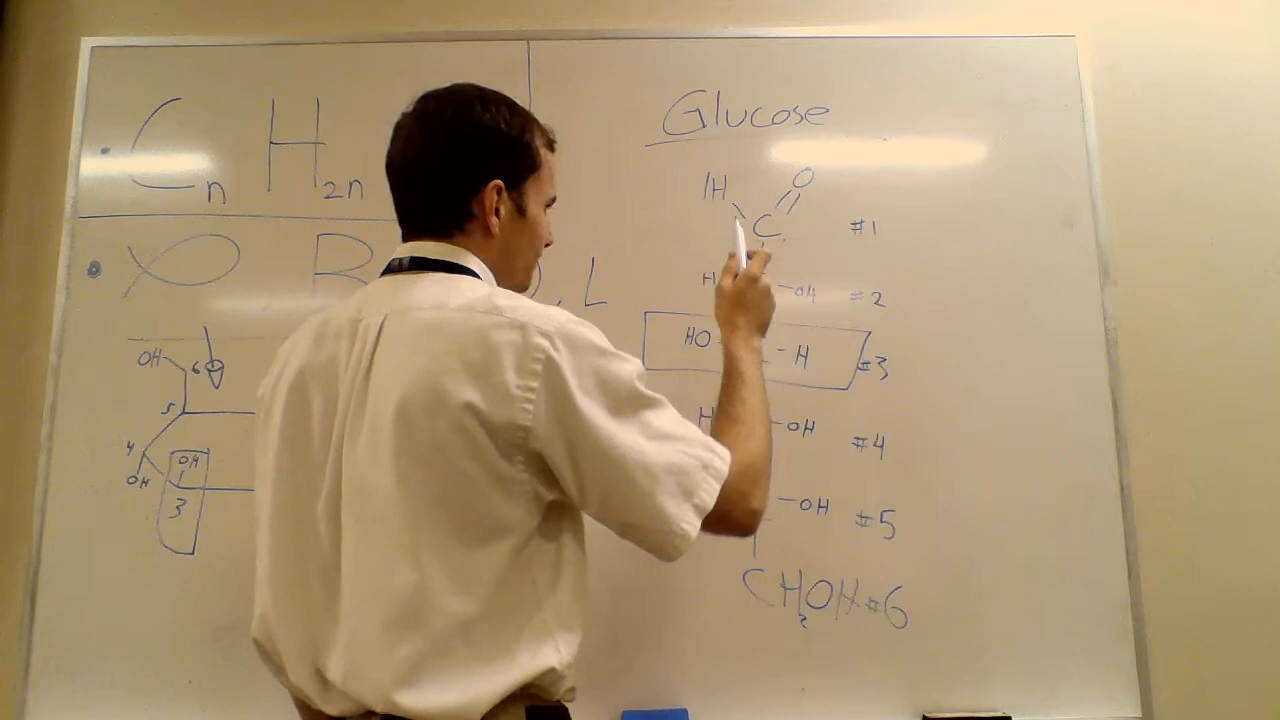 • Cn H2n
• α β D, L
OH 6
5
4
OH
OH
3
Glucose
H O
C #1
H -OH #2
HO -H #3
H -OH #4
-OH #5
CH2OH #6